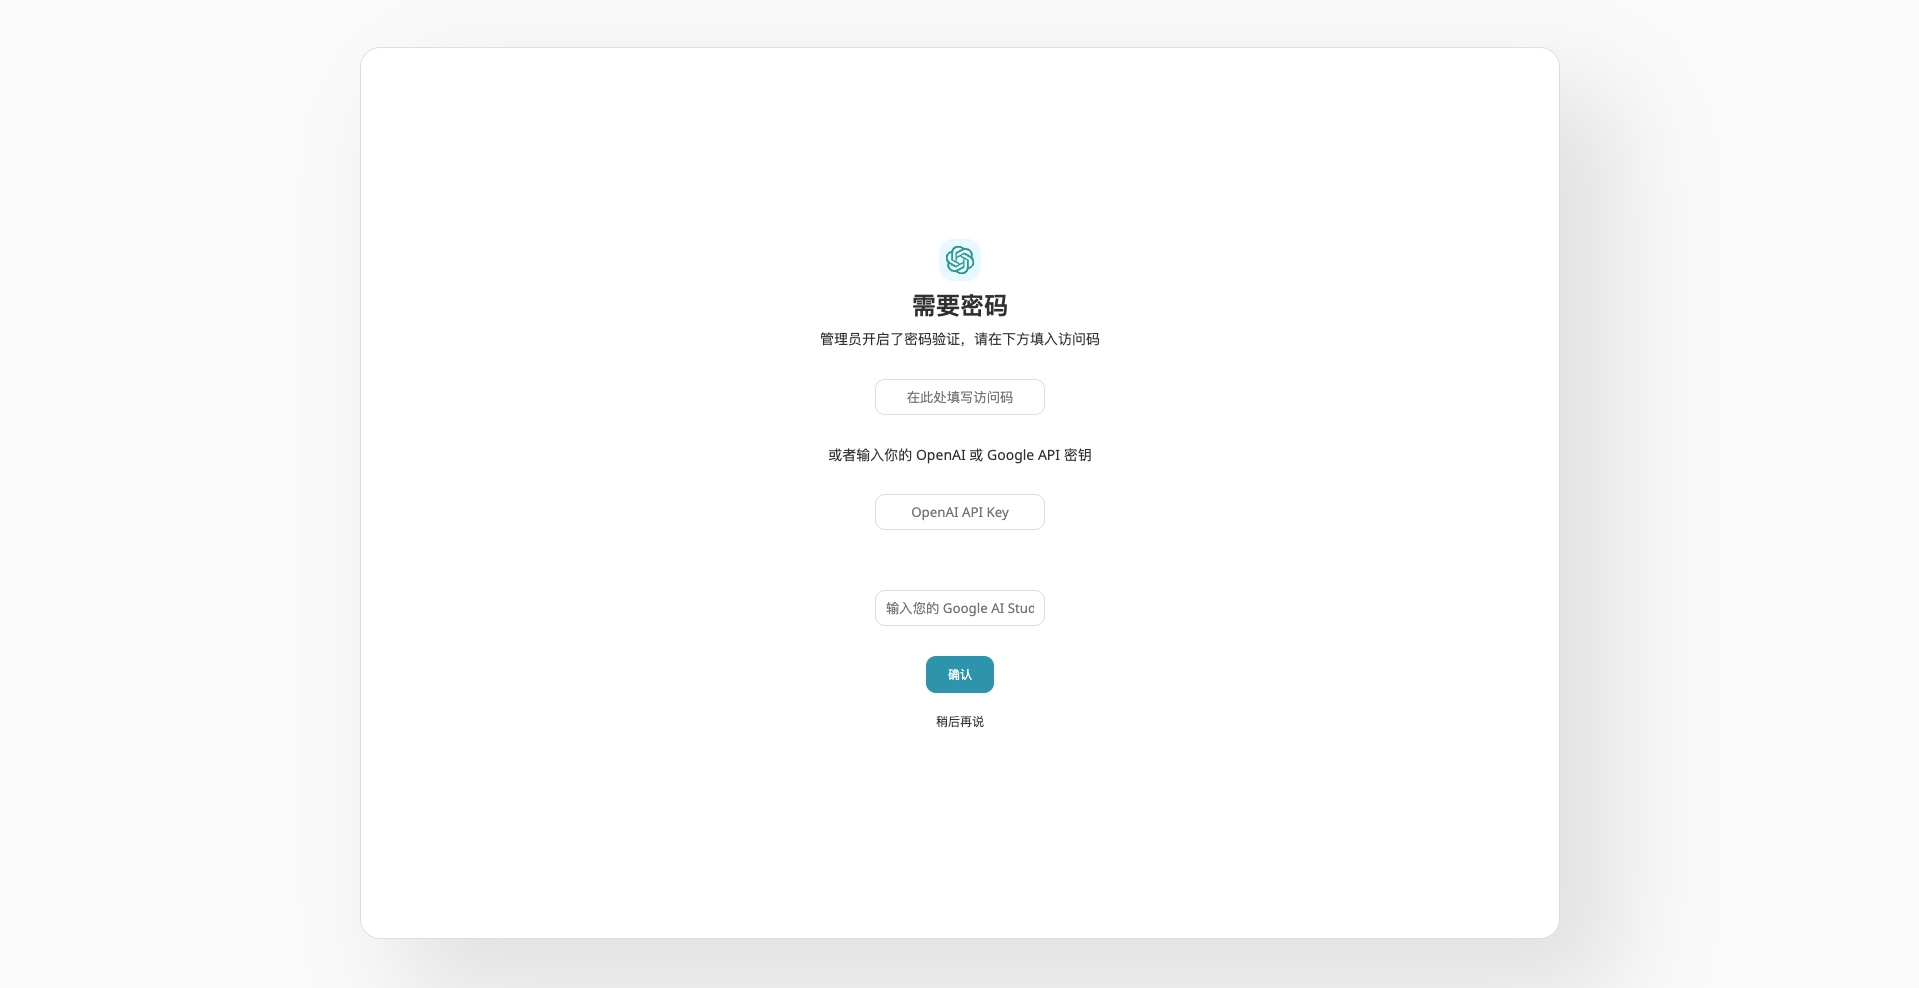 需要密码
管理员开启了密码验证，请在下方填入访问码
在此处填写访问码
或者输入你的 OpenAI 或 Google API 密钥
OpenAI API Key
输入您的 Google AI Stud
确认
稍后再说